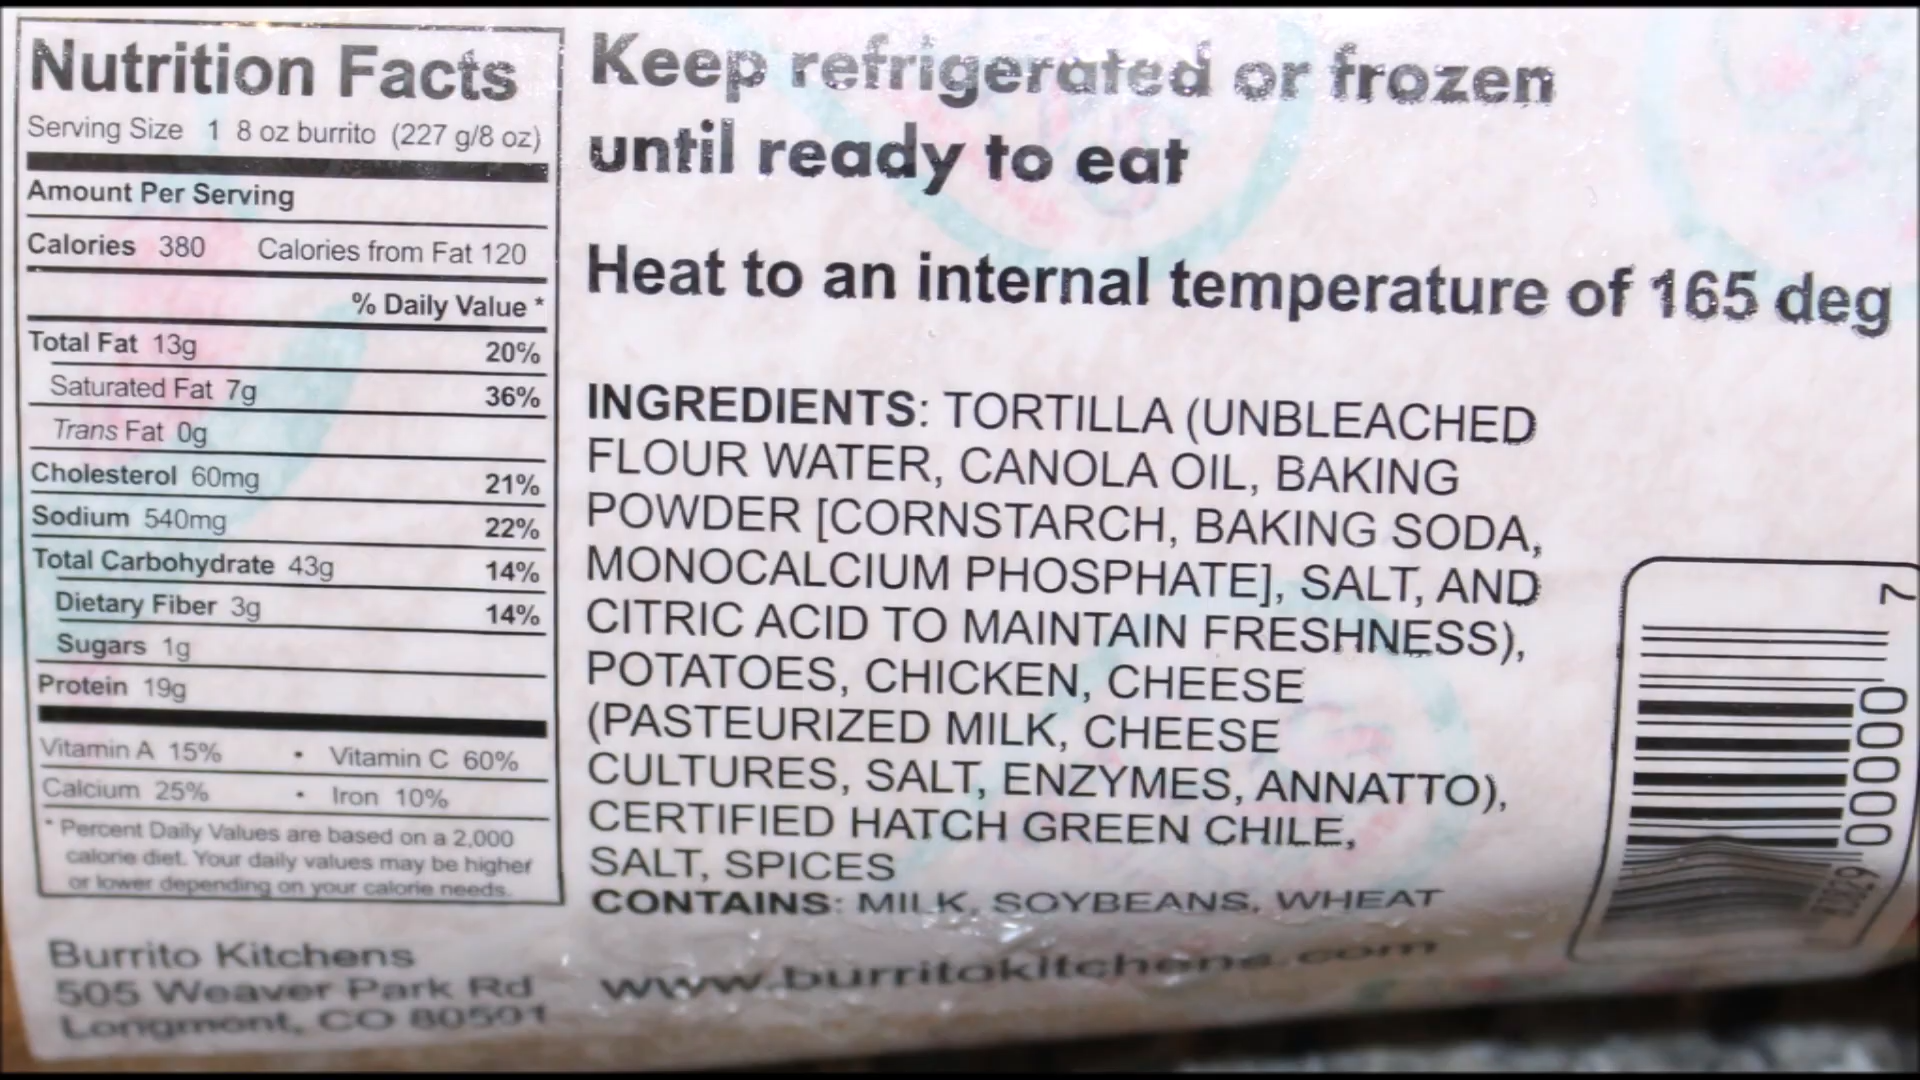 Nutrition Facts
Serving Size 1 8 oz burrito (227 g/8 oz)
Amount Per Serving
Calories 380 Calories from Fat 120
% Daily Value *
Total Fat 13g 20%
Saturated Fat 7g 36%
Trans Fat 0g
Cholesterol 60mg 21%
Sodium 540mg 22%
Total Carbohydrate 43g 14%
Dietary Fiber 3g 14%
Sugars 1g
Protein 19g
Vitamin A 15% • Vitamin C 60%
Calcium 25% • Iron 10%
* Percent Daily Values are based on a 2,000
calorie diet. Your daily values may be higher
or lower depending on your calorie needs.
Burrito Kitchens
505 Weaver Park Rd
Longmont, CO 80501
Keep refrigerated or frozen
until ready to eat
Heat to an internal temperature of 165 deg
INGREDIENTS: TORTILLA (UNBLEACHED
FLOUR WATER, CANOLA OIL, BAKING
POWDER [CORNSTARCH, BAKING SODA,
MONOCALCIUM PHOSPHATE], SALT, AND
CITRIC ACID TO MAINTAIN FRESHNESS),
POTATOES, CHICKEN, CHEESE
(PASTEURIZED MILK, CHEESE
CULTURES, SALT, ENZYMES, ANNATTO),
CERTIFIED HATCH GREEN CHILE,
SALT, SPICES
CONTAINS: MILK, SOYBEANS, WHEAT
www.burritokitchens.com
7